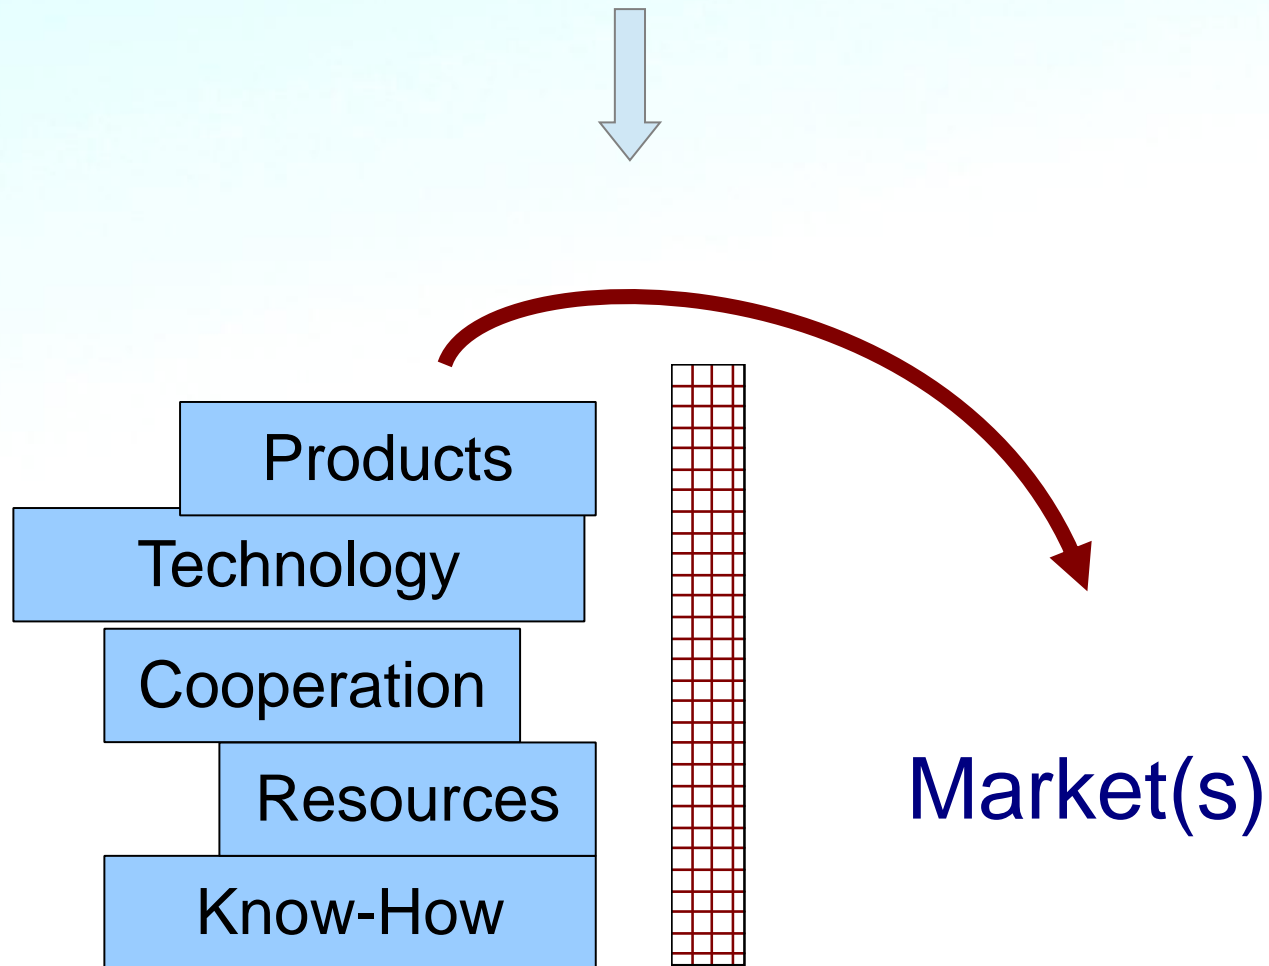 Products
Technology
Cooperation
Resources
Market(s)
Know-How